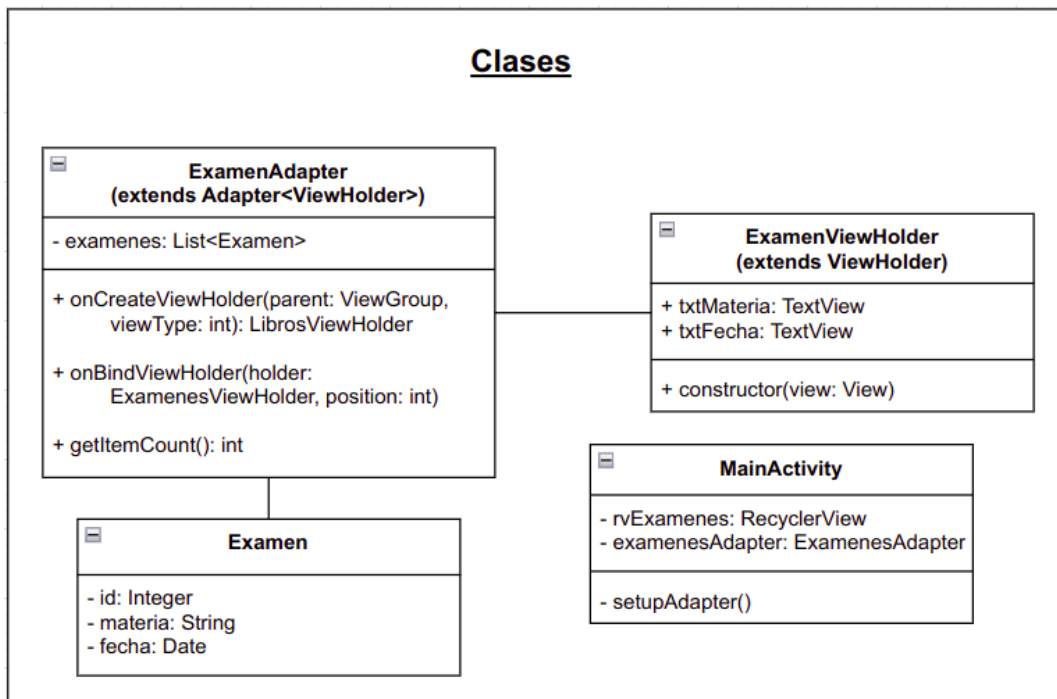 Clases
ExamenAdapter
(extends Adapter<ViewHolder>)
- examenes: List<Examen>
+ onCreateViewHolder(parent: ViewGroup,
viewType: int): LibrosViewHolder
+ onBindViewHolder(holder:
ExamenesViewHolder, position: int)
+ getItemCount(): int
ExamenViewHolder
(extends ViewHolder)
+ txtMateria: TextView
+ txtFecha: TextView
+ constructor(view: View)
MainActivity
- rvExamenes: RecyclerView
- examenesAdapter: ExamenesAdapter
- setupAdapter()
Examen
- id: Integer
- materia: String
- fecha: Date